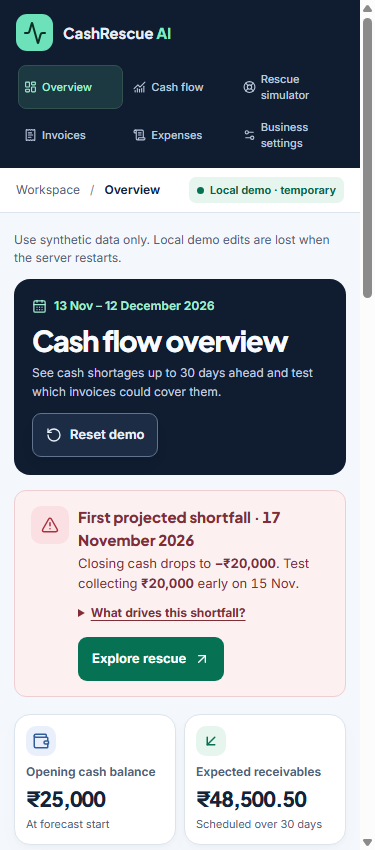 CashRescue AI
Overview
Cash flow
Rescue
simulator
Invoices
Expenses
Business
settings
Workspace / Overview
Local demo · temporary
Use synthetic data only. Local demo edits are lost when
the server restarts.
13 Nov – 12 December 2026
Cash flow overview
See cash shortages up to 30 days ahead and test
which invoices could cover them.
Reset demo
First projected shortfall · 17
November 2026
Closing cash drops to −₹20,000. Test
collecting ₹20,000 early on 15 Nov.
What drives this shortfall?
Explore rescue
Opening cash balance
₹25,000
At forecast start
Expected receivables
₹48,500.50
Scheduled over 30 days